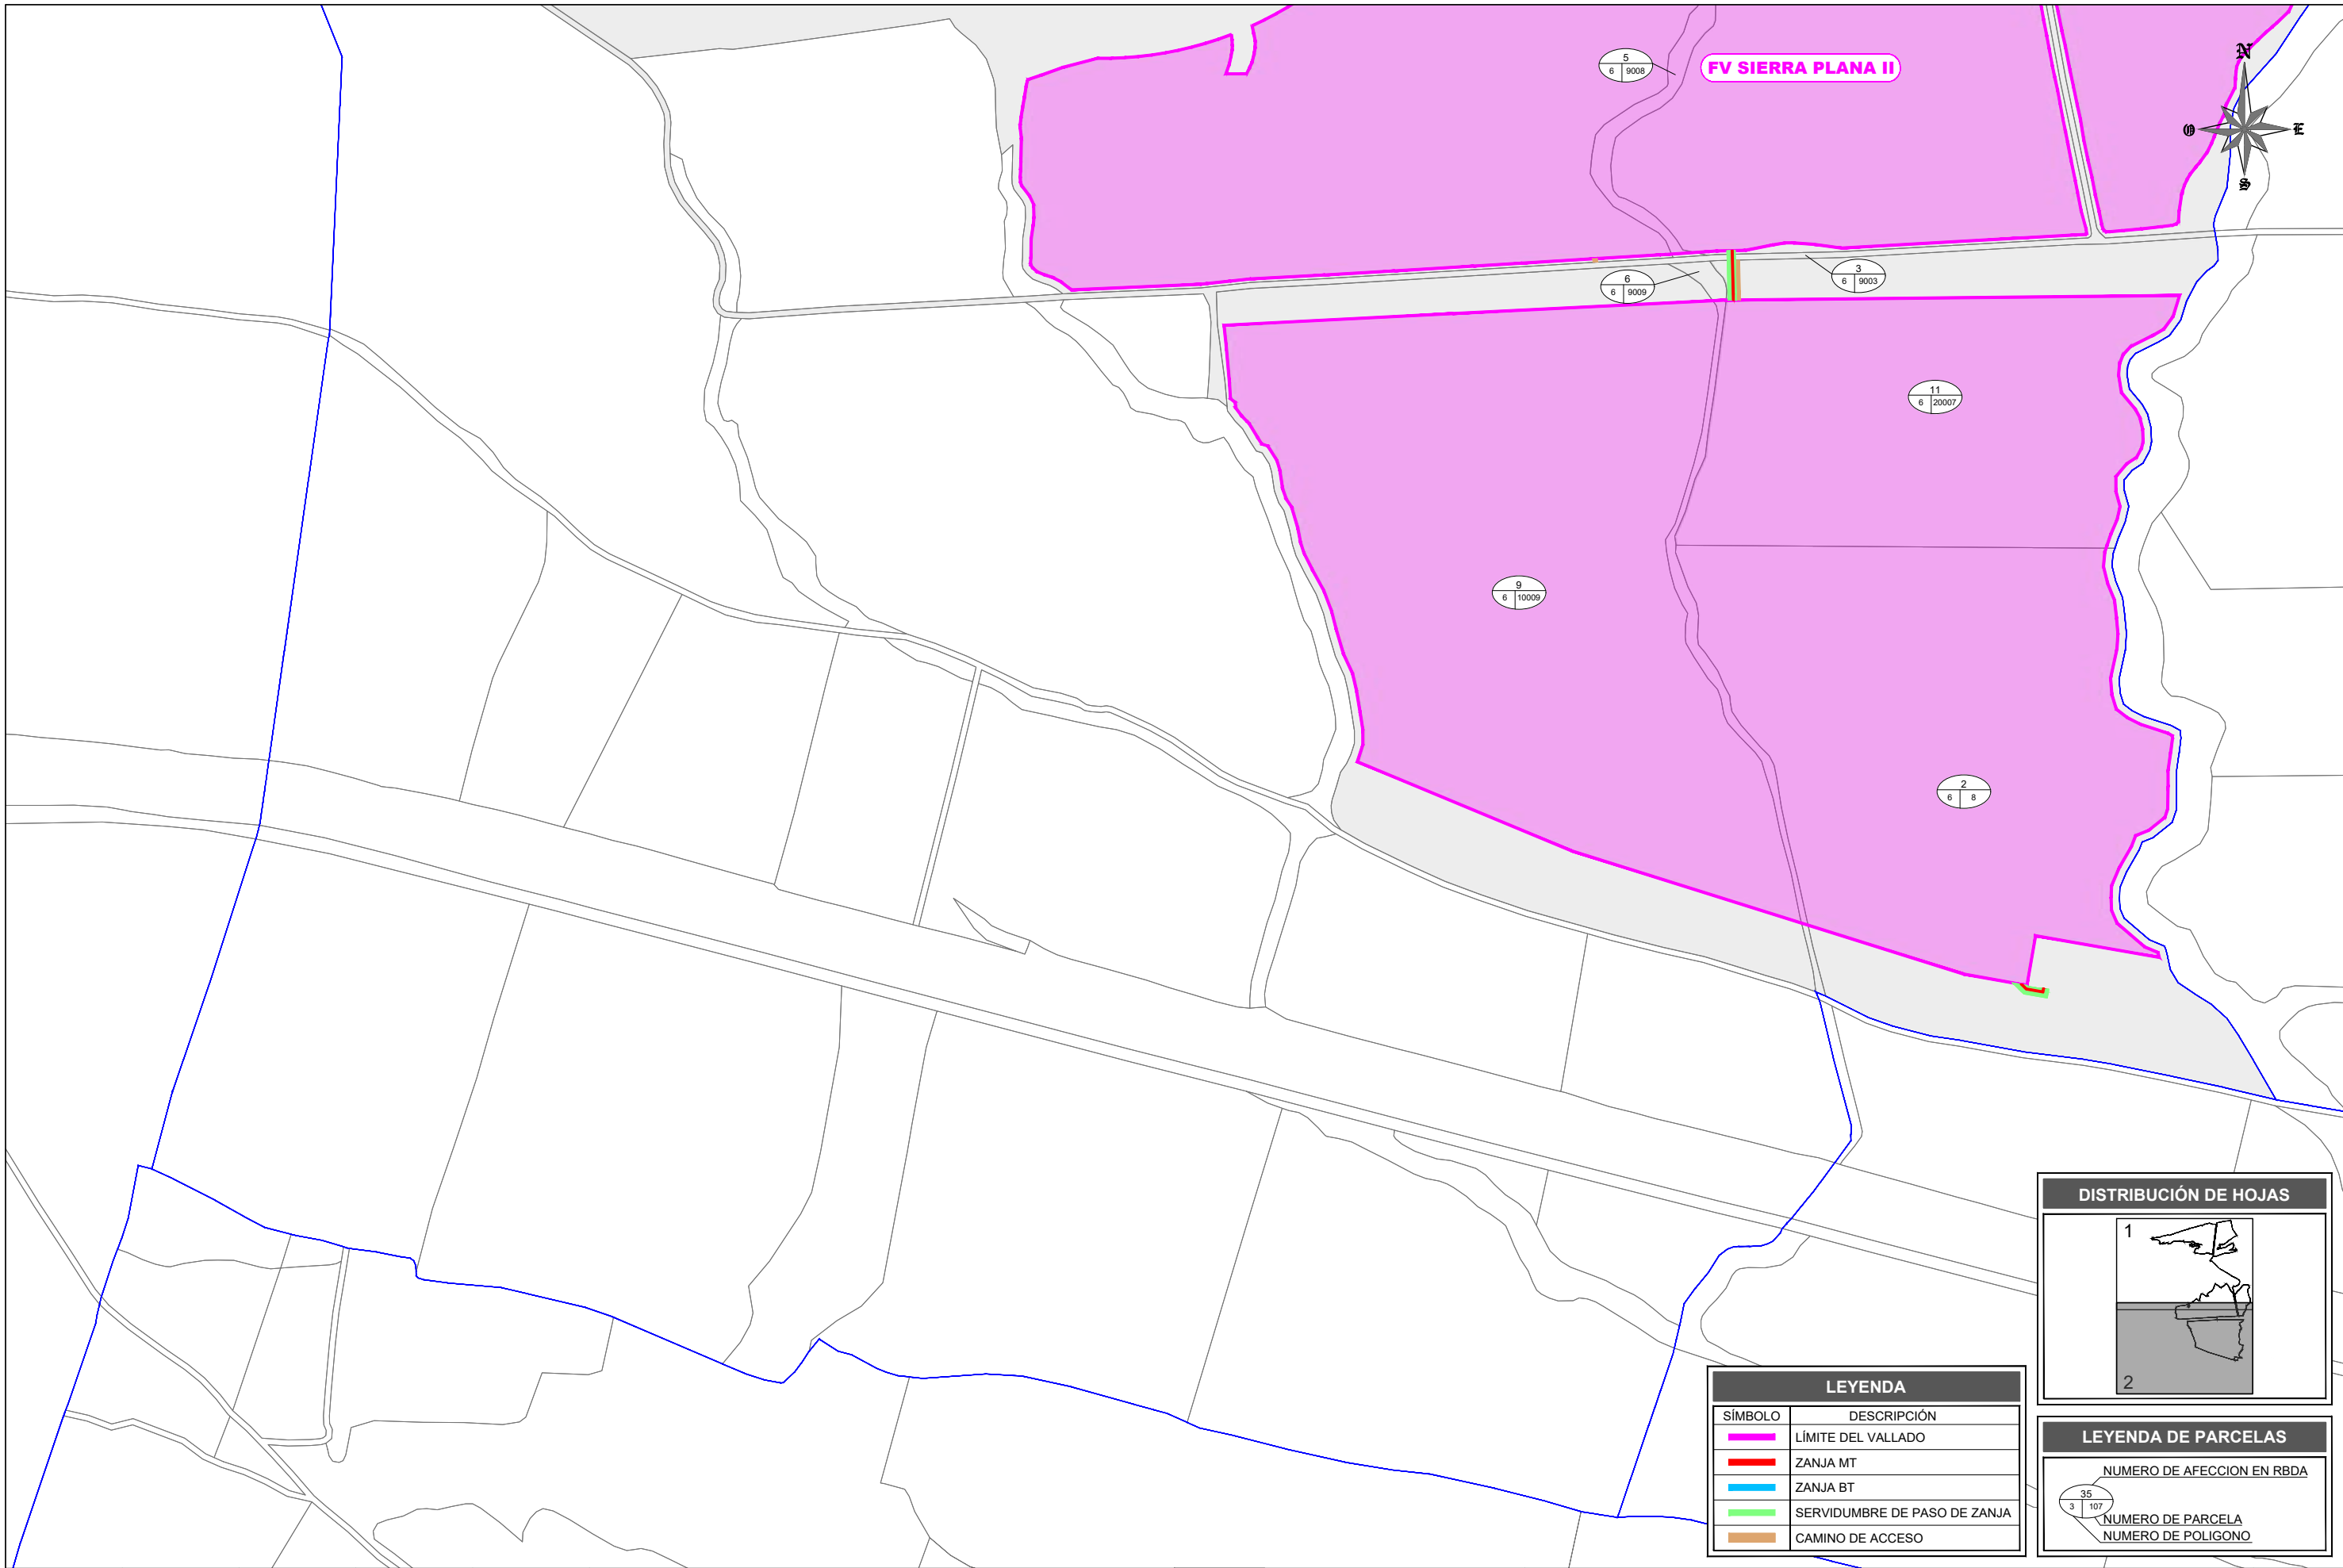 5
6 9008
FV SIERRA PLANA II
N
O E
S
6
6 9009
3
6 9003
11
6 20007
9
6 10009
2
6 8
DISTRIBUCIÓN DE HOJAS
1
2
LEYENDA
SÍMBOLO DESCRIPCIÓN
LÍMITE DEL VALLADO
ZANJA MT
ZANJA BT
SERVIDUMBRE DE PASO DE ZANJA
CAMINO DE ACCESO
LEYENDA DE PARCELAS
NUMERO DE AFECCION EN RBDA
35
3 107
NUMERO DE PARCELA
NUMERO DE POLIGONO